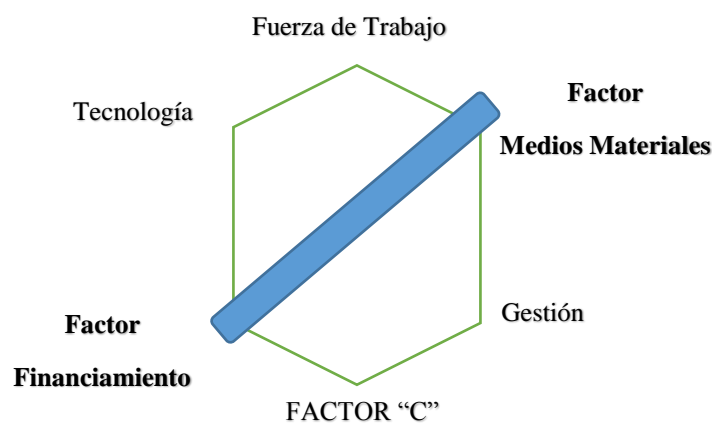 Fuerza de Trabajo
Tecnología
Factor
Medios Materiales
Gestión
Factor
Financiamiento
FACTOR “C”